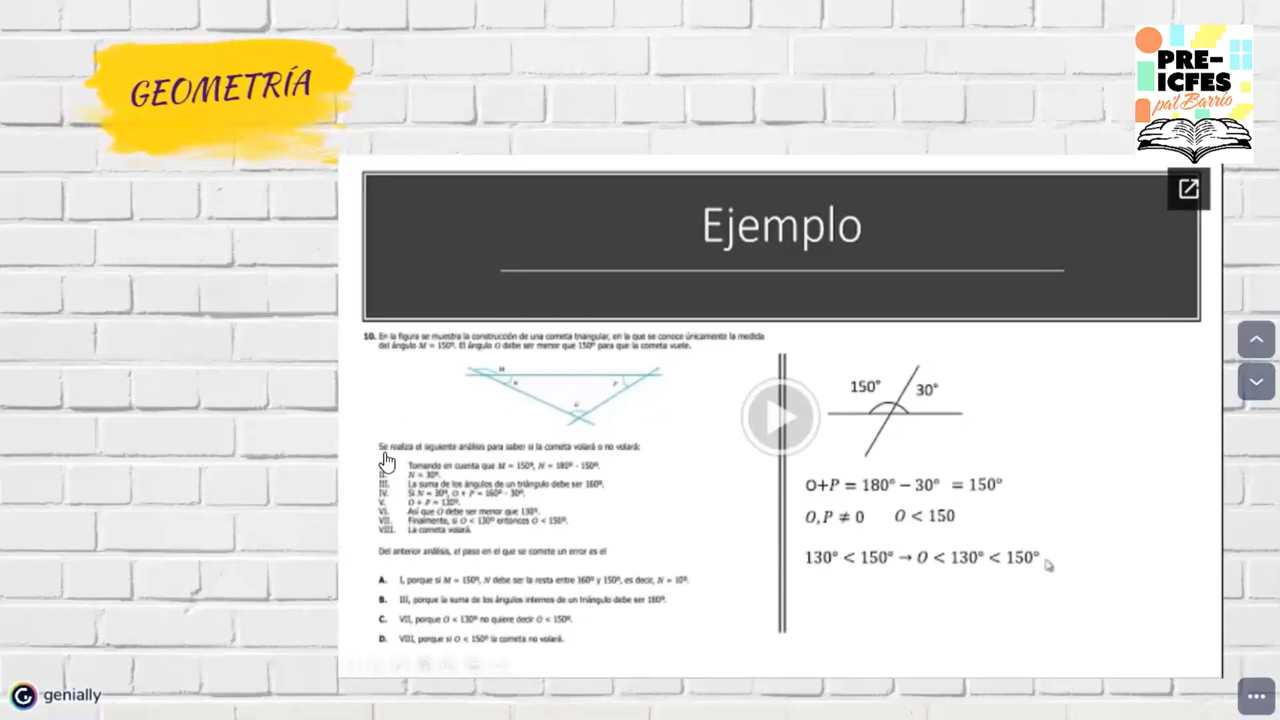 GEOMETRÍA
PRE-
ICFES
pa'l Barrio
Ejemplo
10. En la figura se muestra la construcción de una cometa triangular, en la que se conoce únicamente la medida
del ángulo M = 150º. El ángulo O debe ser menor que 150º para que la cometa vuele.
M
N
P
O
Se realiza el siguiente análisis para saber si la cometa volará o no volará:
Tomando en cuenta que M = 150º, N = 180º - 150º.
II. N = 30º.
III. La suma de los ángulos de un triángulo debe ser 160º.
IV. Si N = 30º, O + P = 160º - 30º.
V. O + P = 130º.
VI. Así que O debe ser menor que 130º.
VII. Finalmente, si O < 130º entonces O < 150º.
VIII. La cometa volará.
Del anterior análisis, el paso en el que se comete un error es el
A. I, porque si M = 150º, N debe ser la resta entre 160º y 150º, es decir, N = 10º.
B. III, porque la suma de los ángulos internos de un triángulo debe ser 180º.
C. VII, porque O < 130º no quiere decir O < 150º.
D. VIII, porque si O < 150º la cometa no volará.
150° 30°
O+P = 180° − 30° = 150°
O, P ≠ 0 O < 150
130° < 150° → O < 130° < 150°
genially